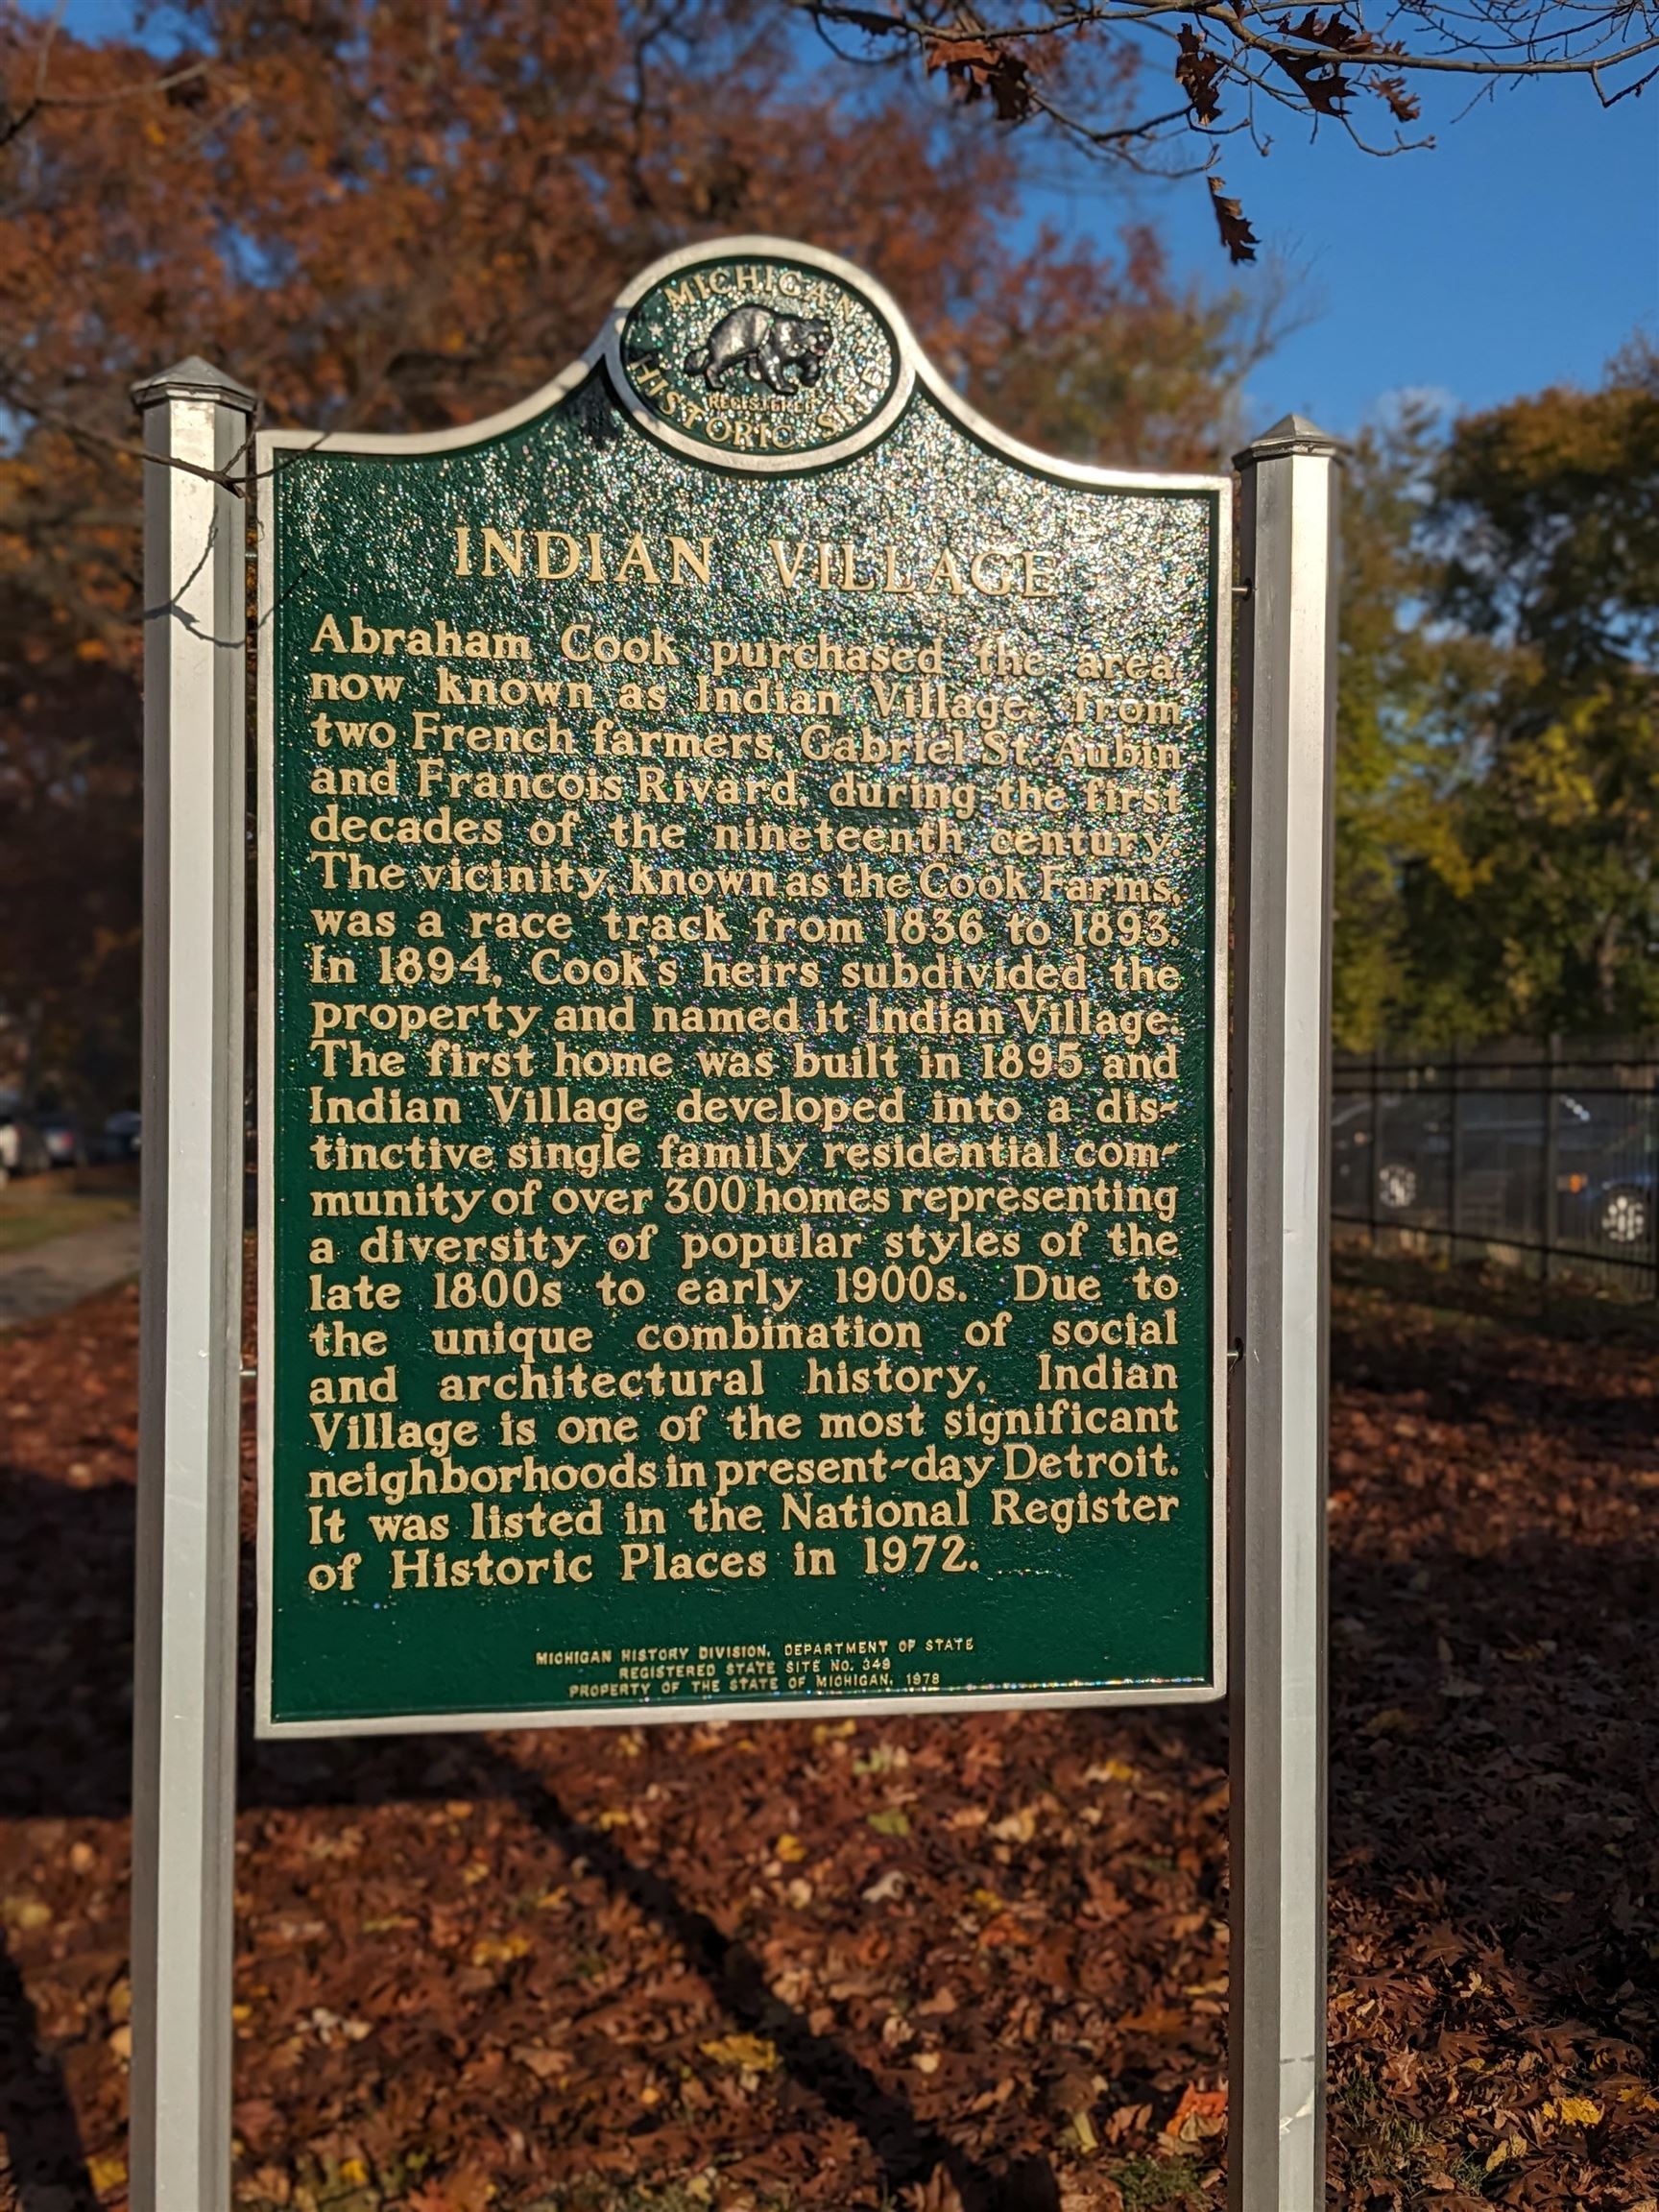 MICHIGAN
REGISTERED
HISTORIC SITE
INDIAN VILLAGE
Abraham Cook purchased the area,
now known as Indian Village, from
two French farmers, Gabriel St. Aubin
and Francois Rivard, during the first
decades of the nineteenth century.
The vicinity, known as the Cook Farms,
was a race track from 1836 to 1893.
In 1894, Cook's heirs subdivided the
property and named it Indian Village.
The first home was built in 1895 and
Indian Village developed into a dis-
tinctive single family residential com-
munity of over 300 homes representing
a diversity of popular styles of the
late 1800s to early 1900s. Due to
the unique combination of social
and architectural history, Indian
Village is one of the most significant
neighborhoods in present-day Detroit.
It was listed in the National Register
of Historic Places in 1972.
MICHIGAN HISTORY DIVISION, DEPARTMENT OF STATE
REGISTERED STATE SITE NO. 349
PROPERTY OF THE STATE OF MICHIGAN, 1978